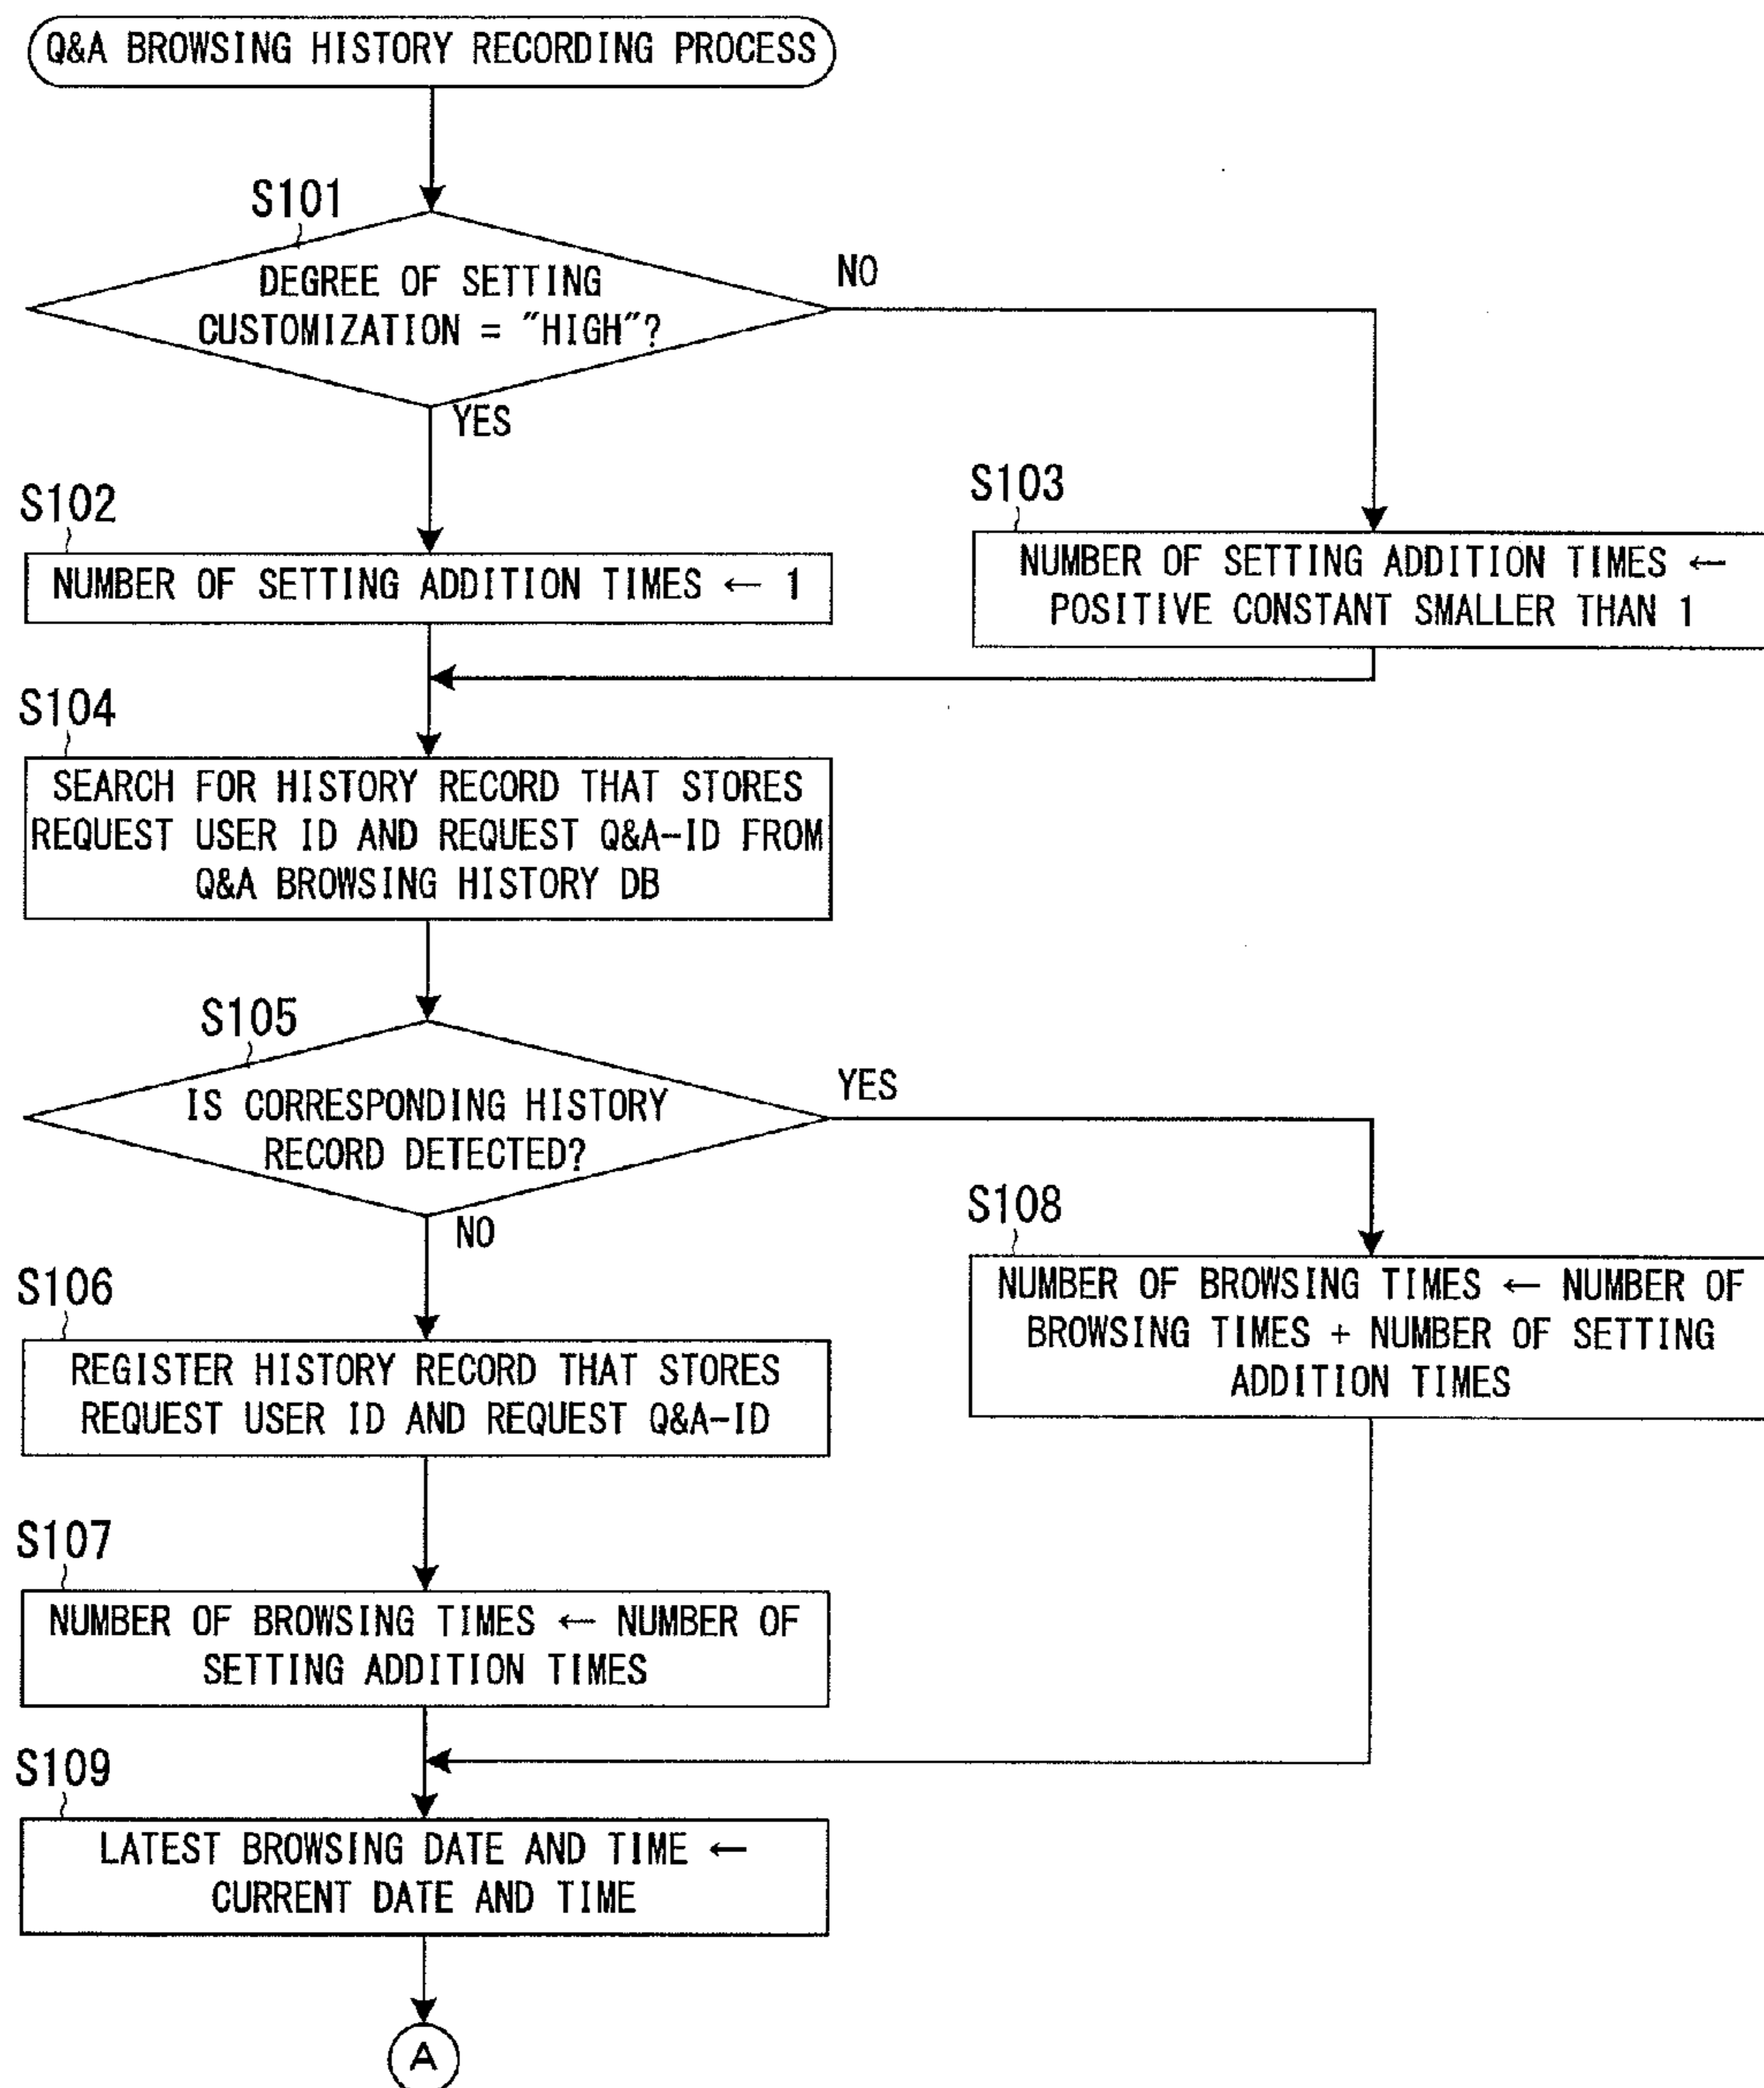 Q&A BROWSING HISTORY RECORDING PROCESS
S101
DEGREE OF SETTING
CUSTOMIZATION = "HIGH"?
NO
YES
S102
NUMBER OF SETTING ADDITION TIMES ← 1
S103
NUMBER OF SETTING ADDITION TIMES ←
POSITIVE CONSTANT SMALLER THAN 1
S104
SEARCH FOR HISTORY RECORD THAT STORES
REQUEST USER ID AND REQUEST Q&A-ID FROM
Q&A BROWSING HISTORY DB
S105
IS CORRESPONDING HISTORY
RECORD DETECTED?
YES
NO
S108
NUMBER OF BROWSING TIMES ← NUMBER OF
BROWSING TIMES + NUMBER OF SETTING
ADDITION TIMES
S106
REGISTER HISTORY RECORD THAT STORES
REQUEST USER ID AND REQUEST Q&A-ID
S107
NUMBER OF BROWSING TIMES ← NUMBER OF
SETTING ADDITION TIMES
S109
LATEST BROWSING DATE AND TIME ←
CURRENT DATE AND TIME
A